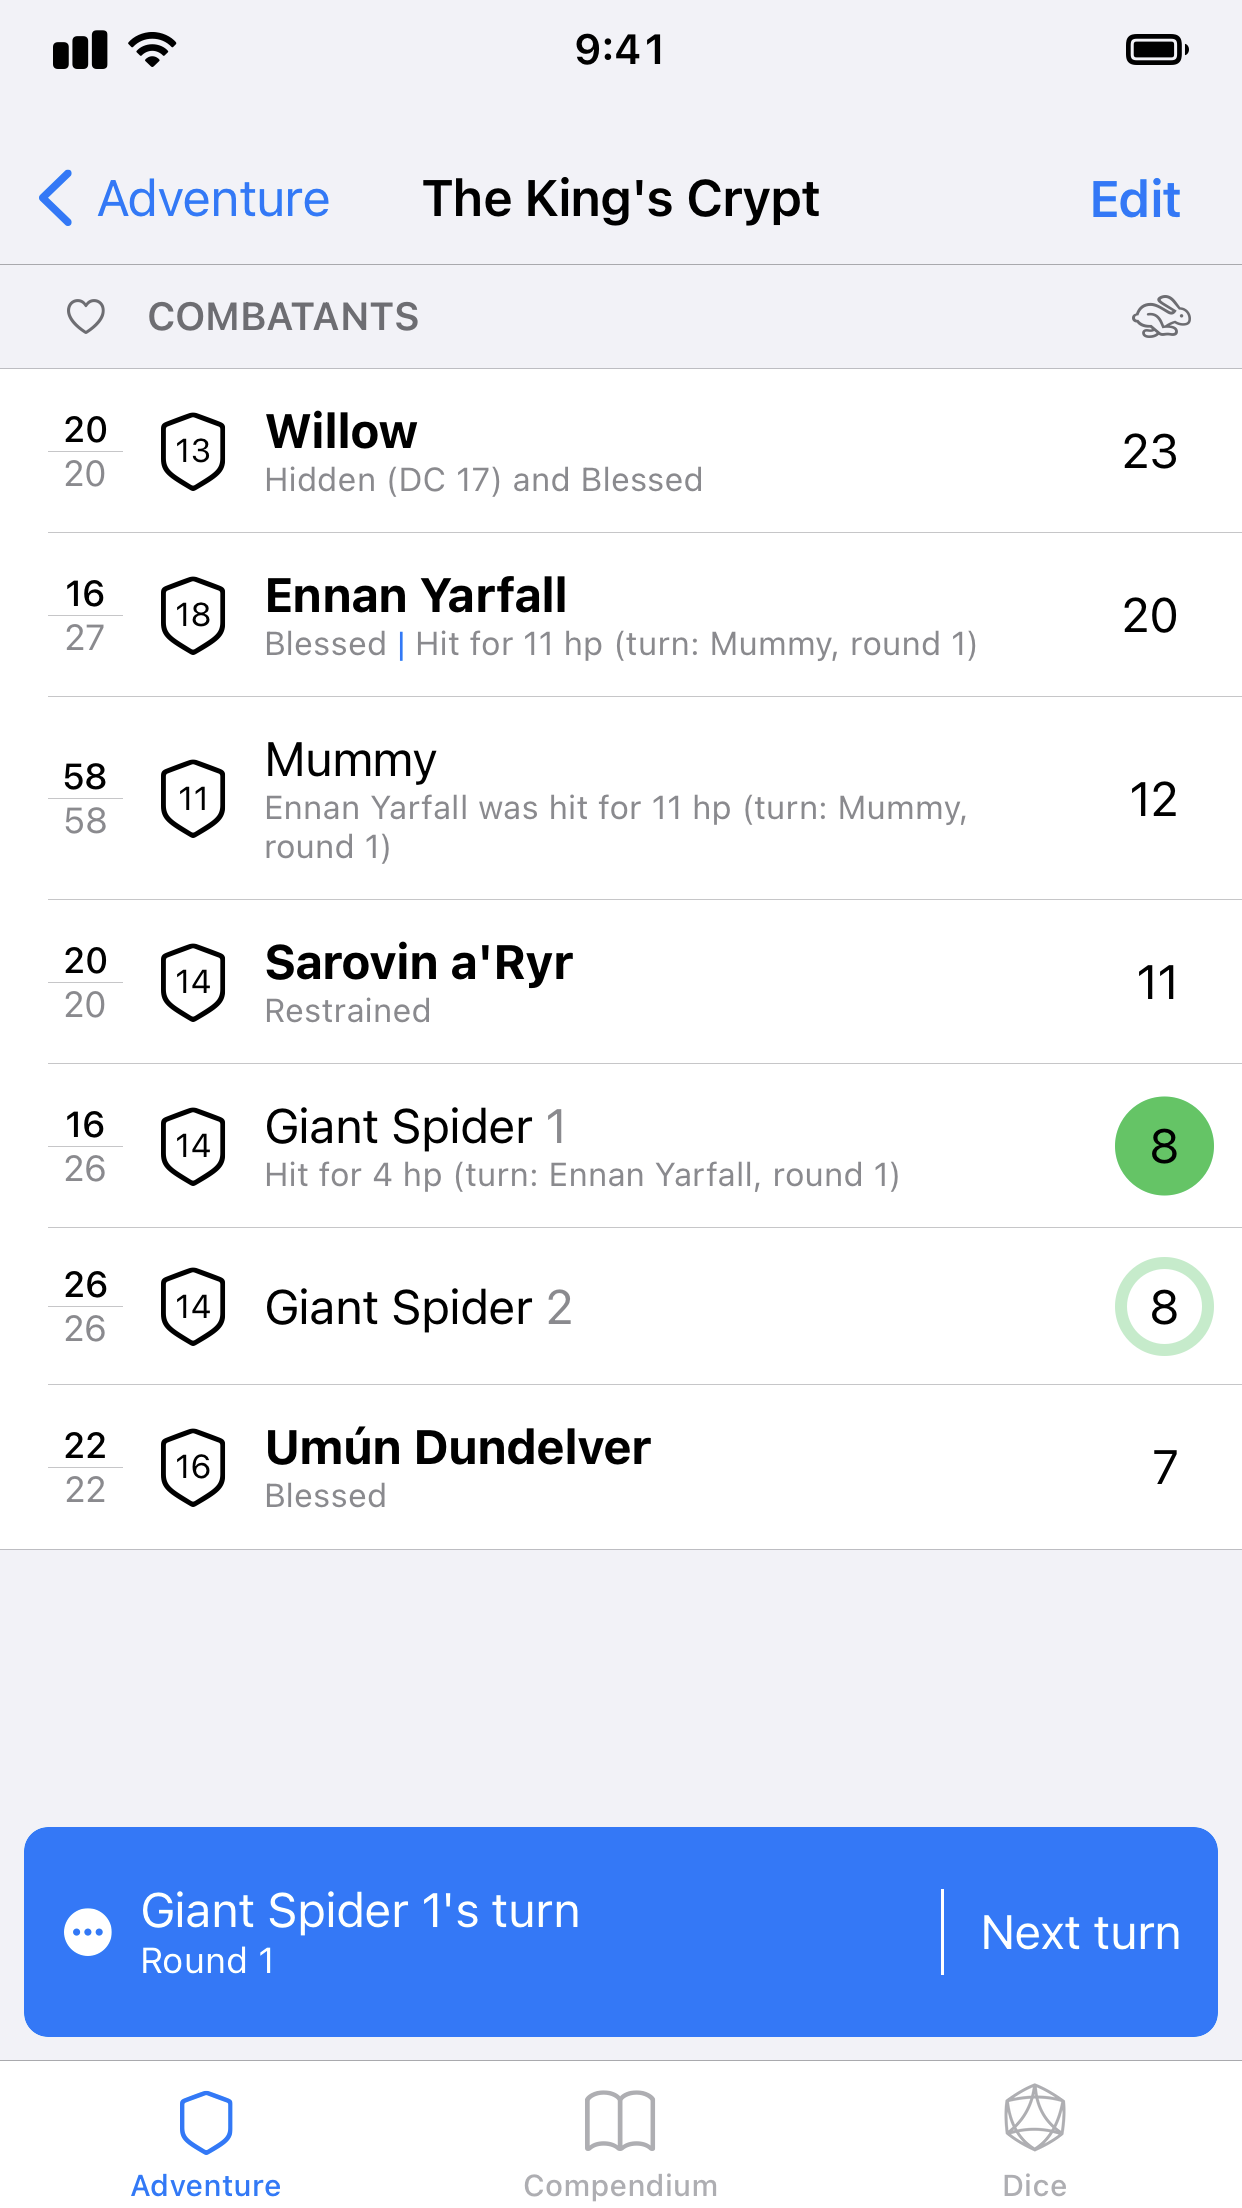 9:41
Adventure
The King's Crypt
Edit
COMBATANTS
20
20
13
Willow
Hidden (DC 17) and Blessed
23
16
27
18
Ennan Yarfall
Blessed | Hit for 11 hp (turn: Mummy, round 1)
20
58
58
11
Mummy
Ennan Yarfall was hit for 11 hp (turn: Mummy,
round 1)
12
20
20
14
Sarovin a'Ryr
Restrained
11
16
26
14
Giant Spider 1
Hit for 4 hp (turn: Ennan Yarfall, round 1)
8
26
26
14
Giant Spider 2
8
22
22
16
Umún Dundelver
Blessed
7
Giant Spider 1's turn
Round 1
Next turn
Adventure
Compendium
Dice